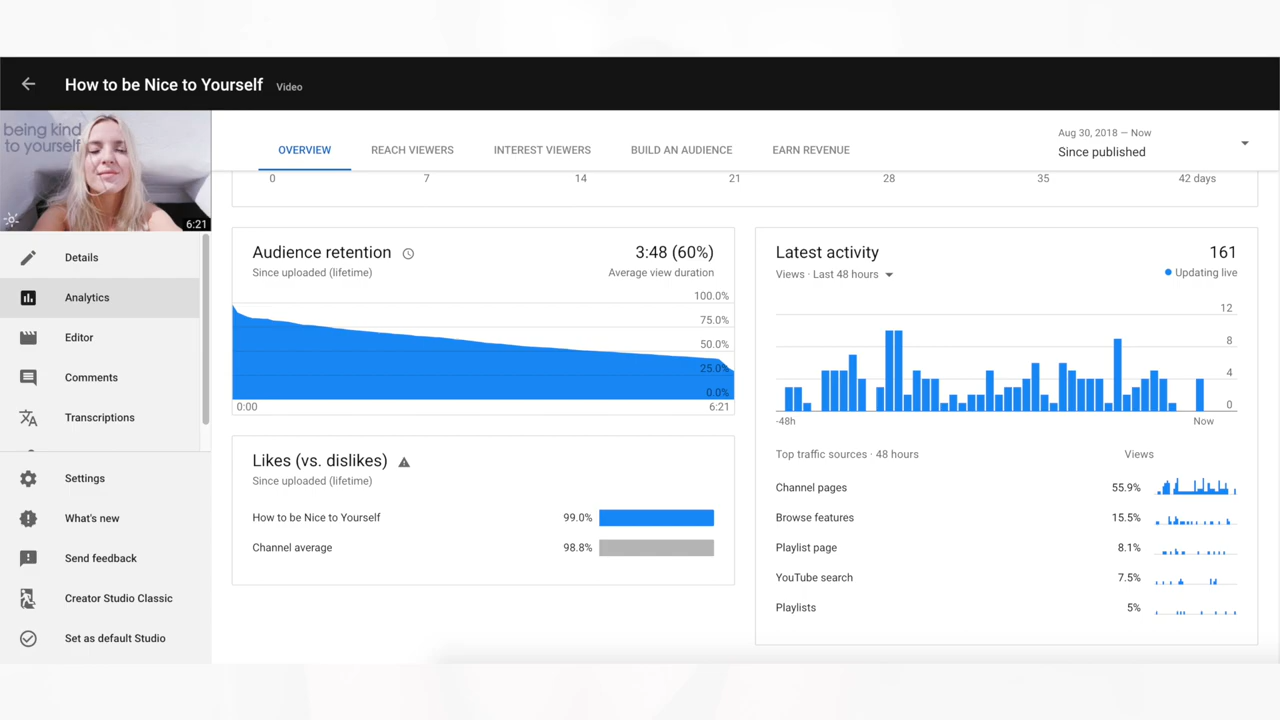 How to be Nice to Yourself Video
being kind
to yourself
6:21
Details
Analytics
Editor
Comments
Transcriptions
Settings
What's new
Send feedback
Creator Studio Classic
Set as default Studio
OVERVIEW REACH VIEWERS INTEREST VIEWERS BUILD AN AUDIENCE EARN REVENUE
Aug 30, 2018 – Now
Since published
0 7 14 21 28 35 42 days
Audience retention 3:48 (60%)
Since uploaded (lifetime) Average view duration
100.0%
75.0%
50.0%
25.0%
0.0%
0:00 6:21
Likes (vs. dislikes)
Since uploaded (lifetime)
How to be Nice to Yourself 99.0%
Channel average 98.8%
Latest activity 161
Views · Last 48 hours Updating live
12
8
4
0
-48h Now
Top traffic sources · 48 hours Views
Channel pages 55.9%
Browse features 15.5%
Playlist page 8.1%
YouTube search 7.5%
Playlists 5%